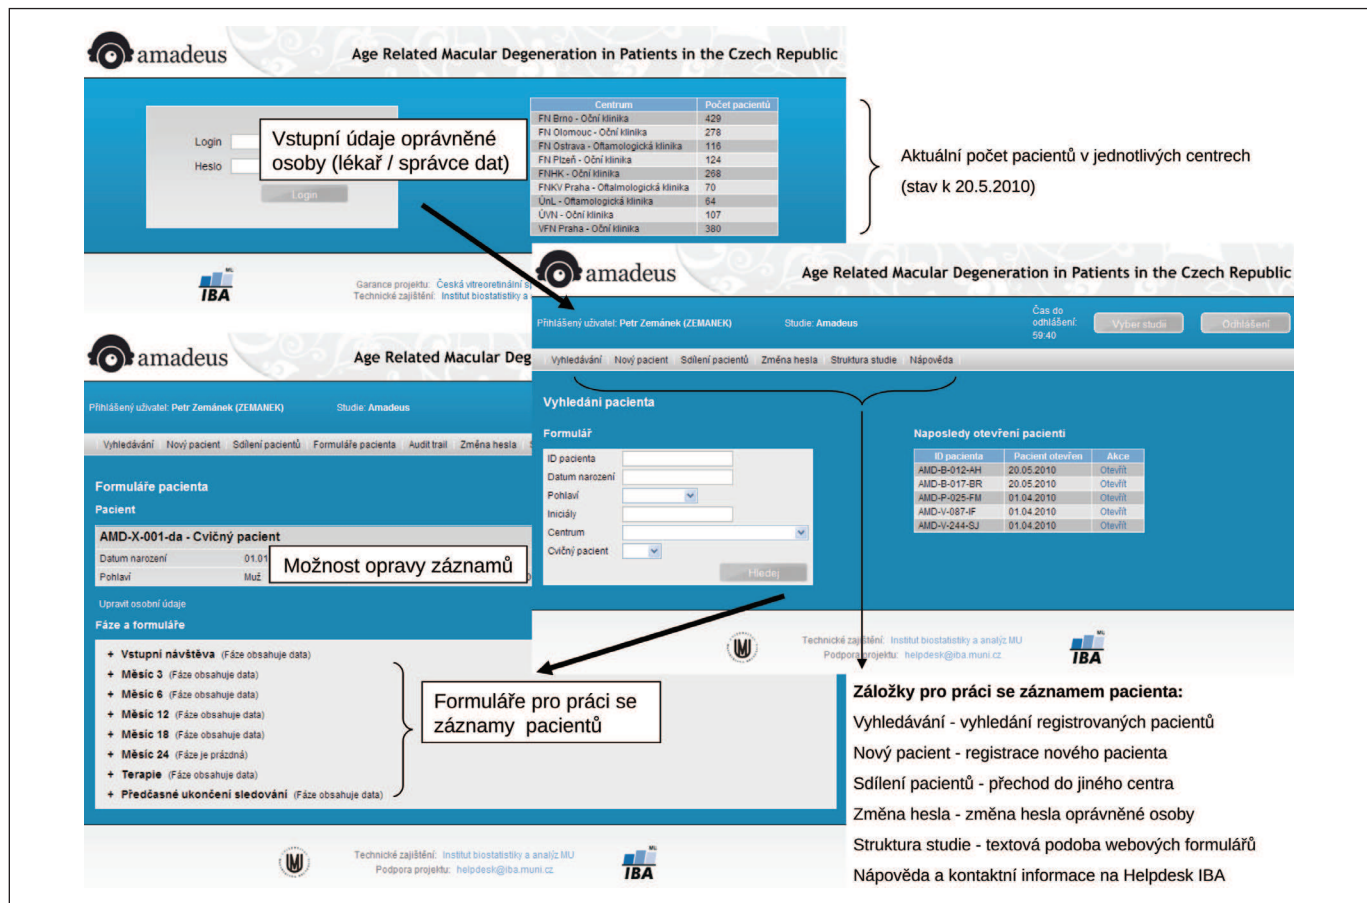 amadeus
Age Related Macular Degeneration in Patients in the Czech Republic
Login
Heslo
Login
Vstupní údaje oprávněné
osoby (lékař / správce dat)
Centrum Počet pacientů
FN Brno - Oční klinika 429
FN Olomouc - Oční klinika 278
FN Ostrava - Oftamologická klinika 116
FN Plzeň - Oční klinika 124
FNHK - Oční klinika 268
FNKV Praha - Oftalmologická klinika 70
ÚnL - Oftamologická klinika 64
ÚVN - Oční klinika 107
VFN Praha - Oční klinika 380
Aktuální počet pacientů v jednotlivých centrech
(stav k 20.5.2010)
MU
IBA
Garance projektu: Česká vitreoretinální
Technické zajištění: Institut biostatistiky a
amadeus
Age Related Macular Degeneration in Patients in the Czech Republic
Přihlášený uživatel: Petr Zemánek (ZEMANEK)
Studie: Amadeus
Čas do
odhlášení:
59:40
Vyber studii
Odhlášení
Vyhledávání Nový pacient Sdílení pacientů Změna hesla Struktura studie Nápověda
Vyhledáni pacienta
Formulář
ID pacienta
Datum narození
Pohlaví
Iniciály
Centrum
Cvičný pacient
Hledej
Naposledy otevření pacienti
ID pacienta Pacient otevřen Akce
AMD-B-012-AH 20.05.2010 Otevřít
AMD-B-017-BR 20.05.2010 Otevřít
AMD-P-025-FM 01.04.2010 Otevřít
AMD-V-087-IF 01.04.2010 Otevřít
AMD-V-244-SJ 01.04.2010 Otevřít
Technické zajištění: Institut biostatistiky a analýz MU
Podpora projektu: helpdesk@iba.muni.cz
MU
IBA
amadeus
Age Related Macular Deg
Přihlášený uživatel: Petr Zemánek (ZEMANEK)
Studie: Amadeus
Vyhledávání Nový pacient Sdílení pacientů Formuláře pacienta Audit trail Změna hesla
Formuláře pacienta
Pacient
AMD-X-001-da - Cvičný pacient
Datum narození 01.01
Pohlaví Muž
Možnost opravy záznamů
Upravit osobní údaje
Fáze a formuláře
+ Vstupní návštěva (Fáze obsahuje data)
+ Měsíc 3 (Fáze obsahuje data)
+ Měsíc 6 (Fáze obsahuje data)
+ Měsíc 12 (Fáze obsahuje data)
+ Měsíc 18 (Fáze obsahuje data)
+ Měsíc 24 (Fáze je prázdná)
+ Terapie (Fáze obsahuje data)
+ Předčasné ukončení sledování (Fáze obsahuje data)
Formuláře pro práci se
záznamy pacientů
Technické zajištění: Institut biostatistiky a analýz MU
Podpora projektu: helpdesk@iba.muni.cz
MU
IBA
Záložky pro práci se záznamem pacienta:
Vyhledávání - vyhledání registrovaných pacientů
Nový pacient - registrace nového pacienta
Sdílení pacientů - přechod do jiného centra
Změna hesla - změna hesla oprávněné osoby
Struktura studie - textová podoba webových formulářů
Nápověda a kontaktní informace na Helpdesk IBA